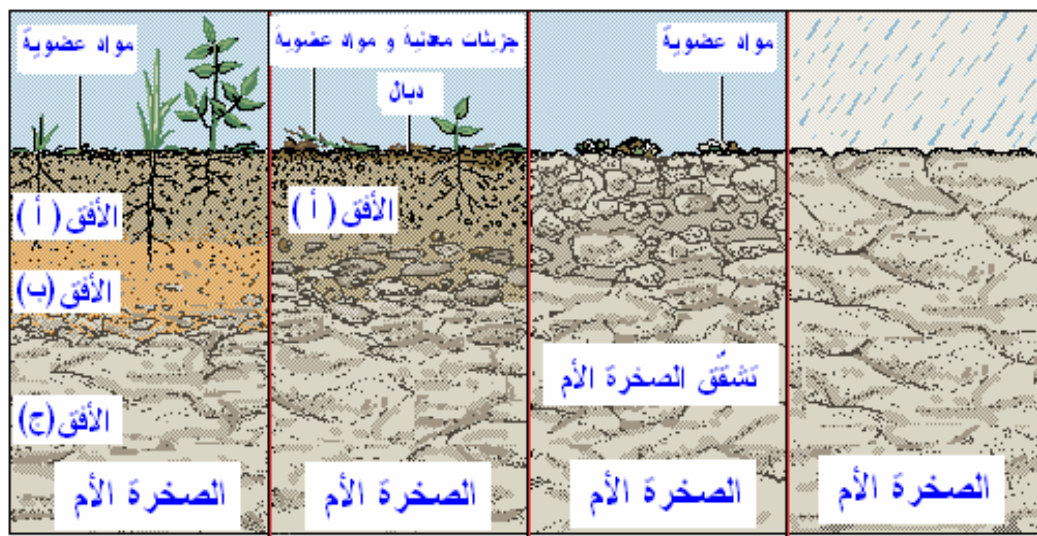 مواد عضوية
جزيئات معدنية و مواد عضوية
دبال
مواد عضوية
الأفق ( أ )
الأفق ( أ )
الأفق (ب)
تشقّق الصخرة الأم
الأفق (ج)
الصخرة الأم
الصخرة الأم
الصخرة الأم
الصخرة الأم